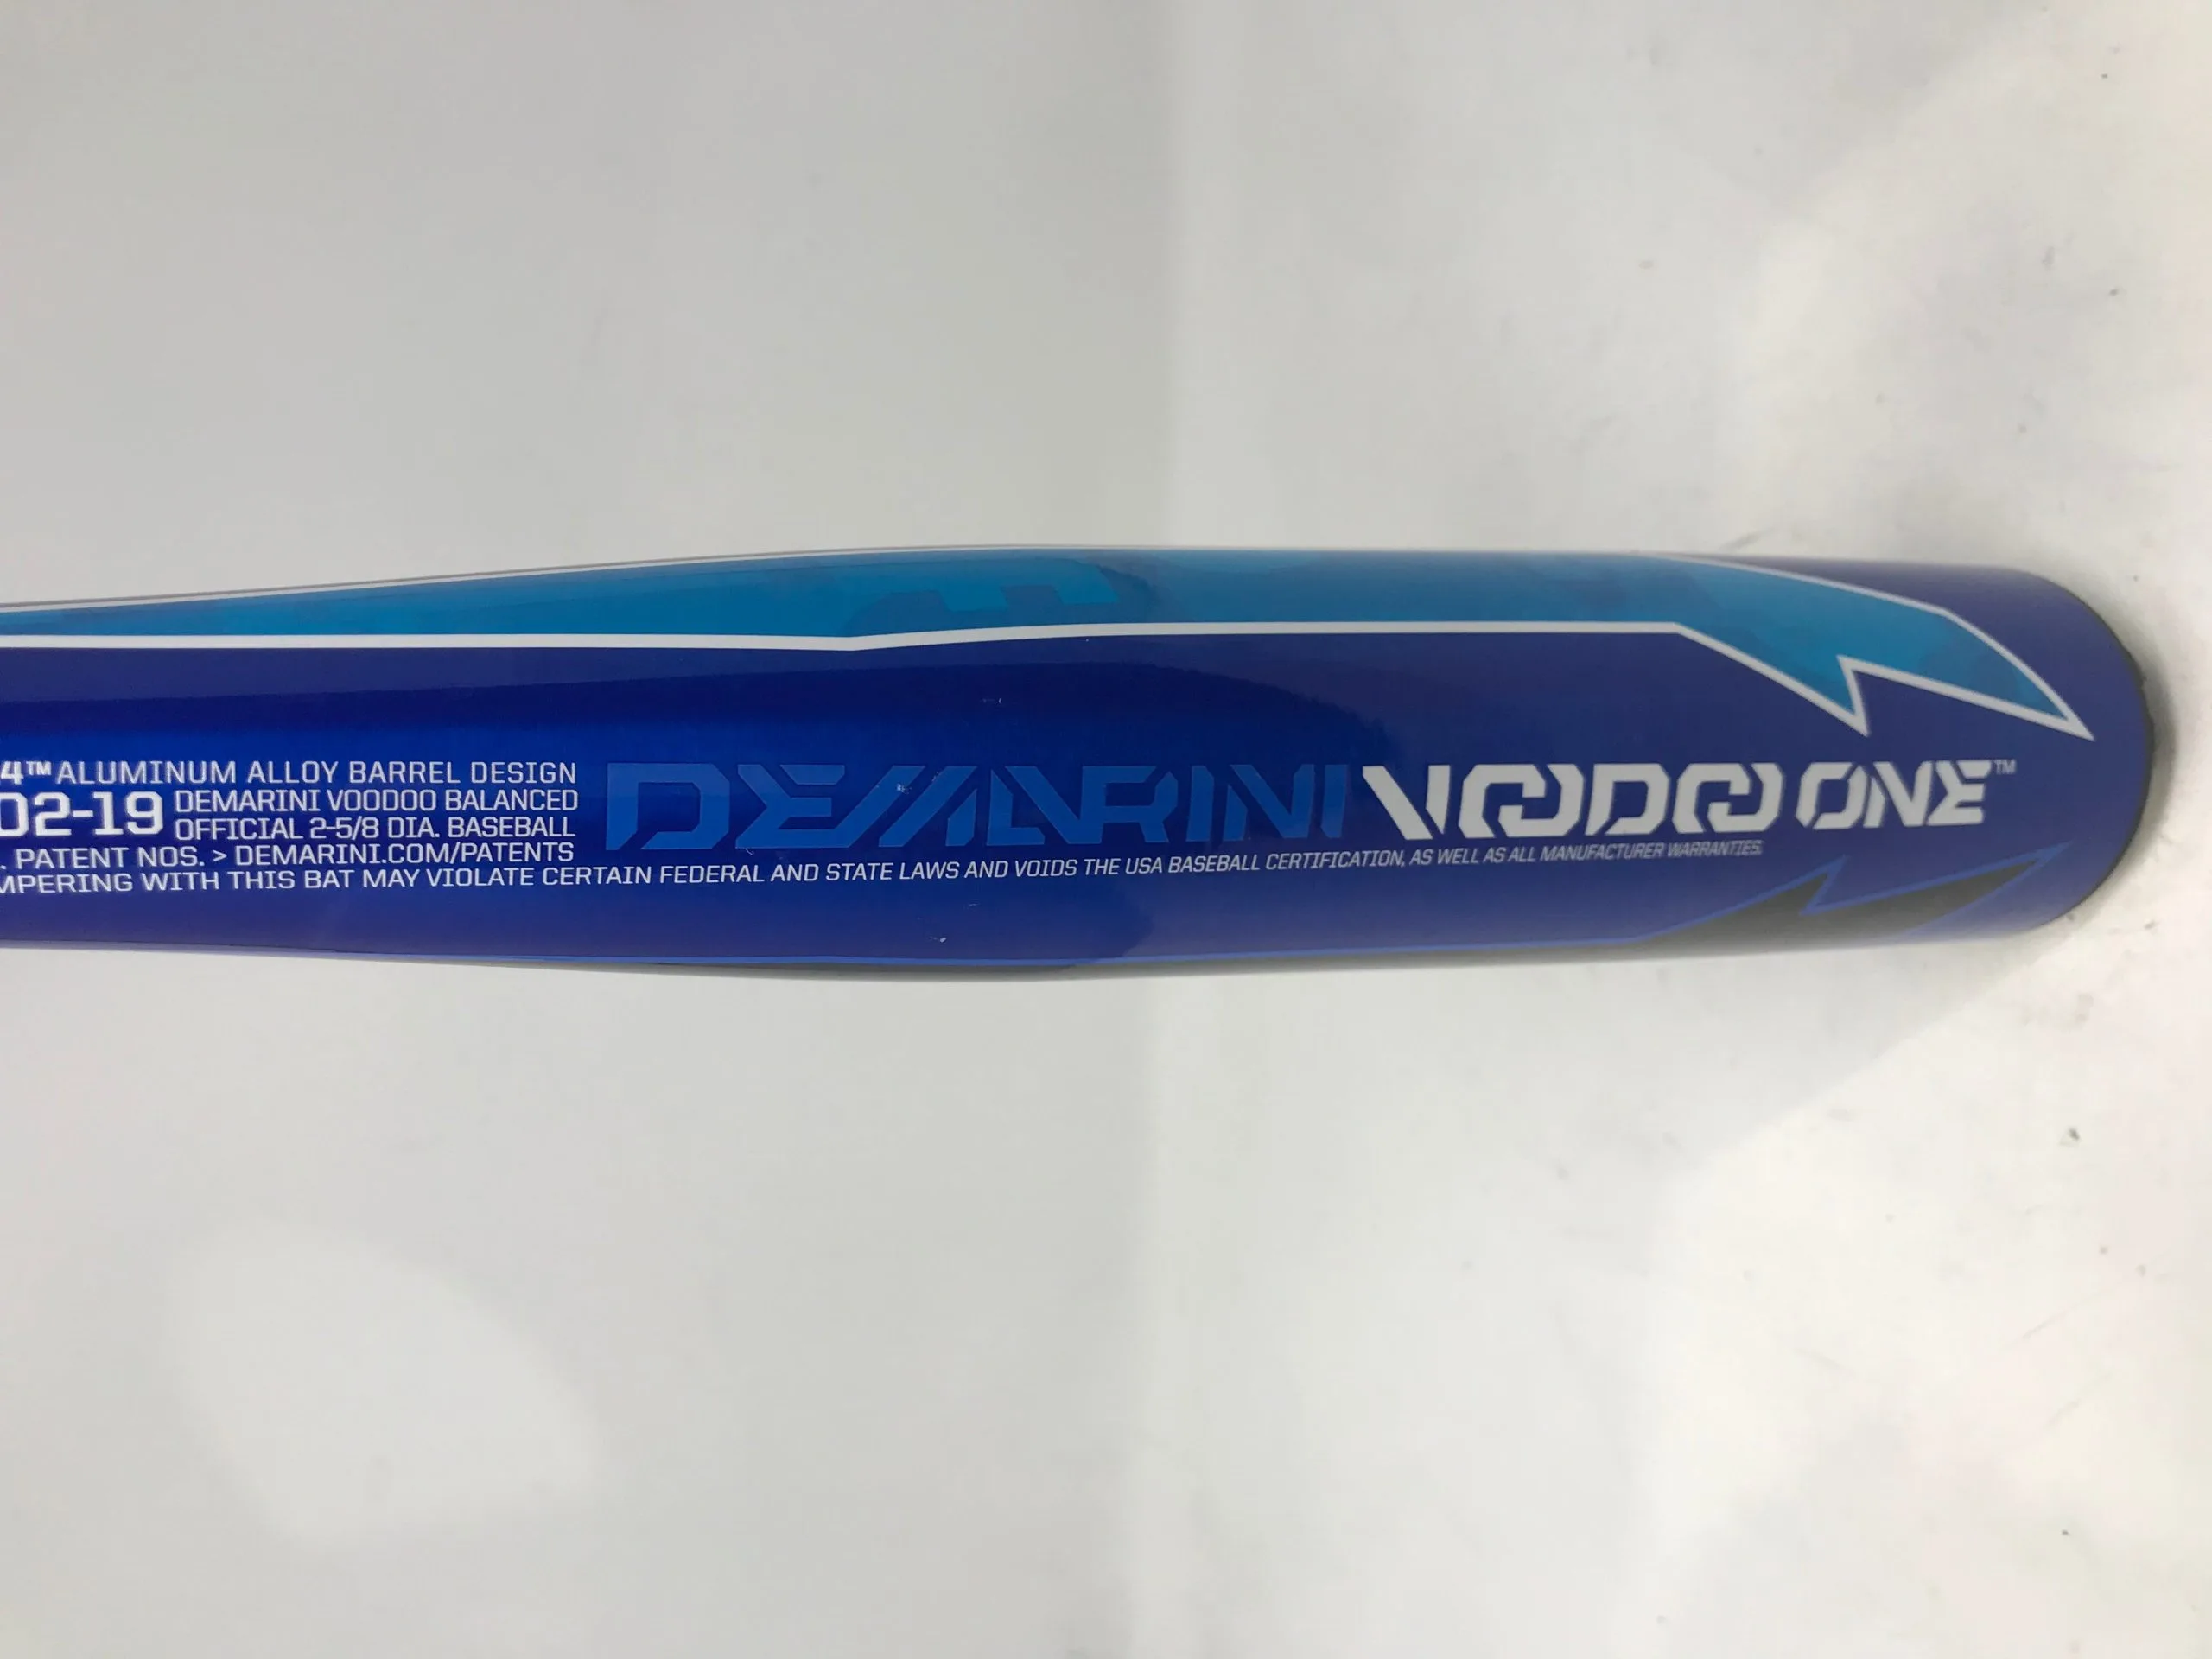 4™ ALUMINUM ALLOY BARREL DESIGN
02-19 DEMARINI VOODOO BALANCED
OFFICIAL 2-5/8 DIA. BASEBALL
. PATENT NOS. > DEMARINI.COM/PATENTS
MPERING WITH THIS BAT MAY VIOLATE CERTAIN FEDERAL AND STATE LAWS AND VOIDS THE USA BASEBALL CERTIFICATION, AS WELL AS ALL MANUFACTURER WARRANTIES.
DEMARINI VOODOO ONE™